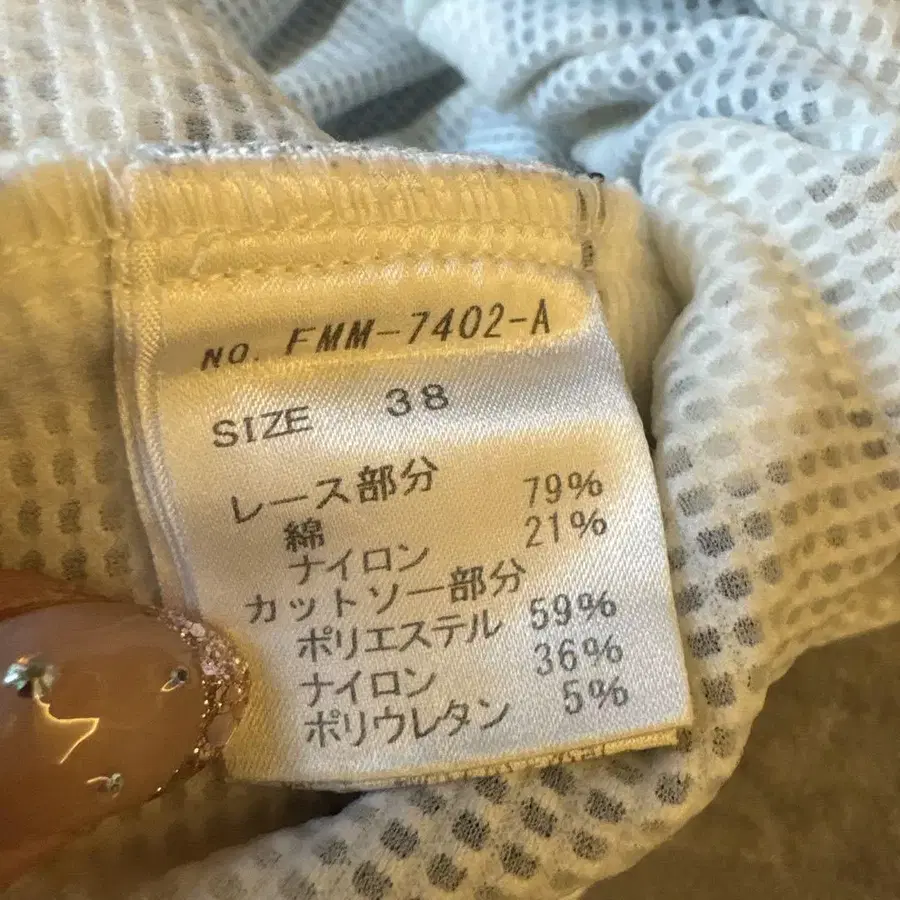 NO. FMM-7402-A
SIZE 38
レース部分
綿 79%
ナイロン 21%
カットソー部分
ポリエステル 59%
ナイロン 36%
ポリウレタン 5%